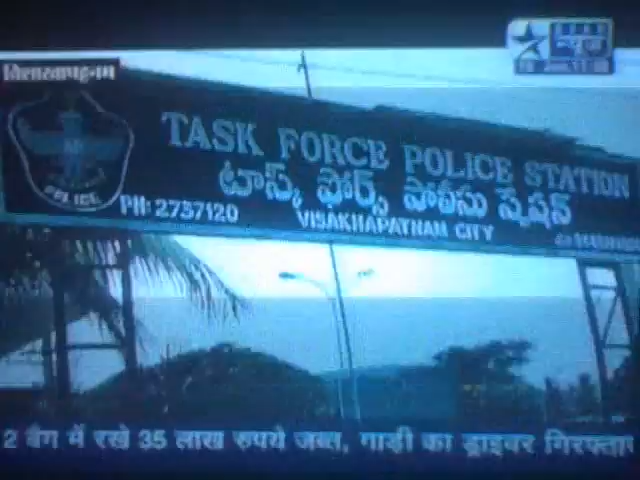 विशाखापट्टनम
TASK FORCE POLICE STATION
టాస్క్ ఫోర్స్ పోలీసు స్టేషన్
POLICE
PH: 2737120
VISAKHAPATNAM CITY
2 बैग में रखे 35 लाख रुपये जब्त, गाड़ी का ड्राइवर गिरफ्तार